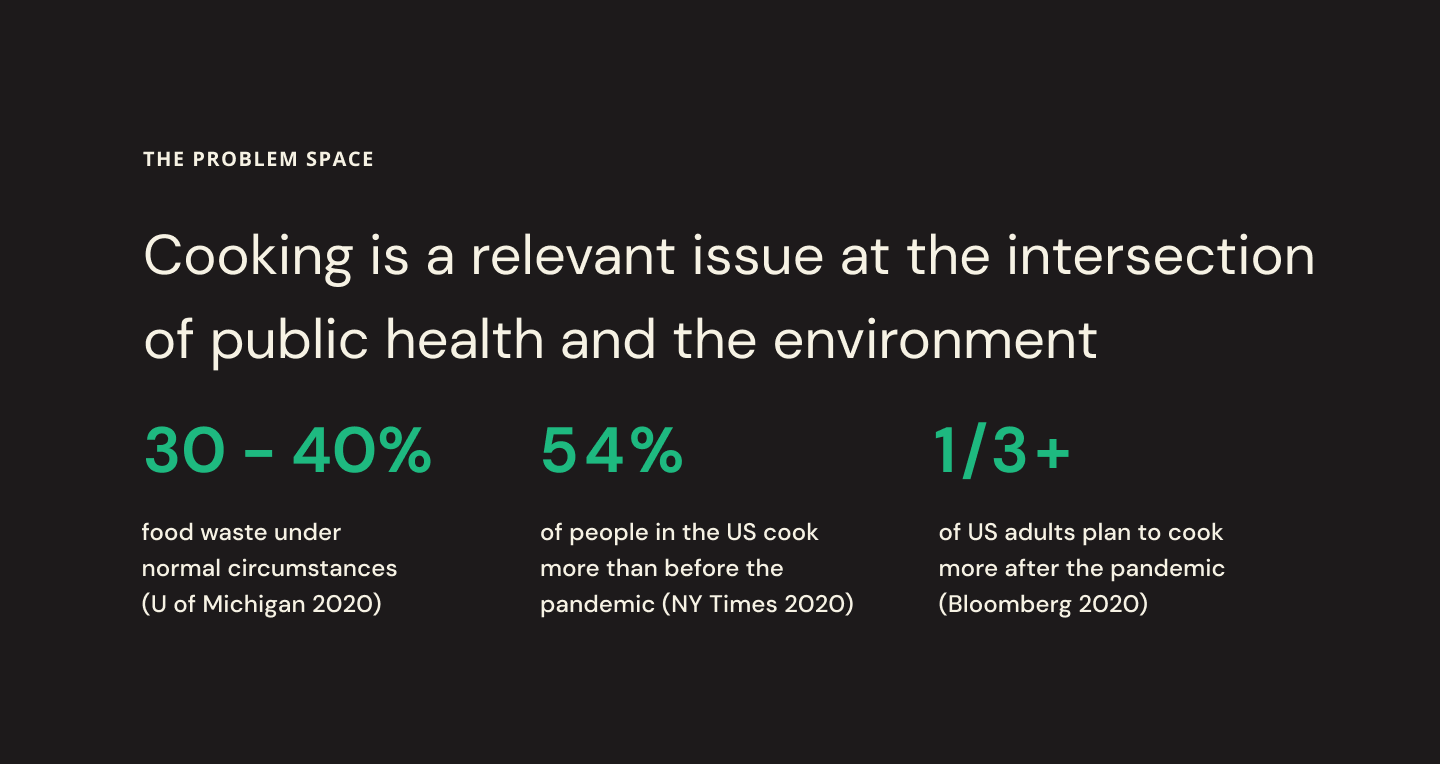 THE PROBLEM SPACE
Cooking is a relevant issue at the intersection
of public health and the environment
30 – 40%
food waste under
normal circumstances
(U of Michigan 2020)
54%
of people in the US cook
more than before the
pandemic (NY Times 2020)
1/3+
of US adults plan to cook
more after the pandemic
(Bloomberg 2020)